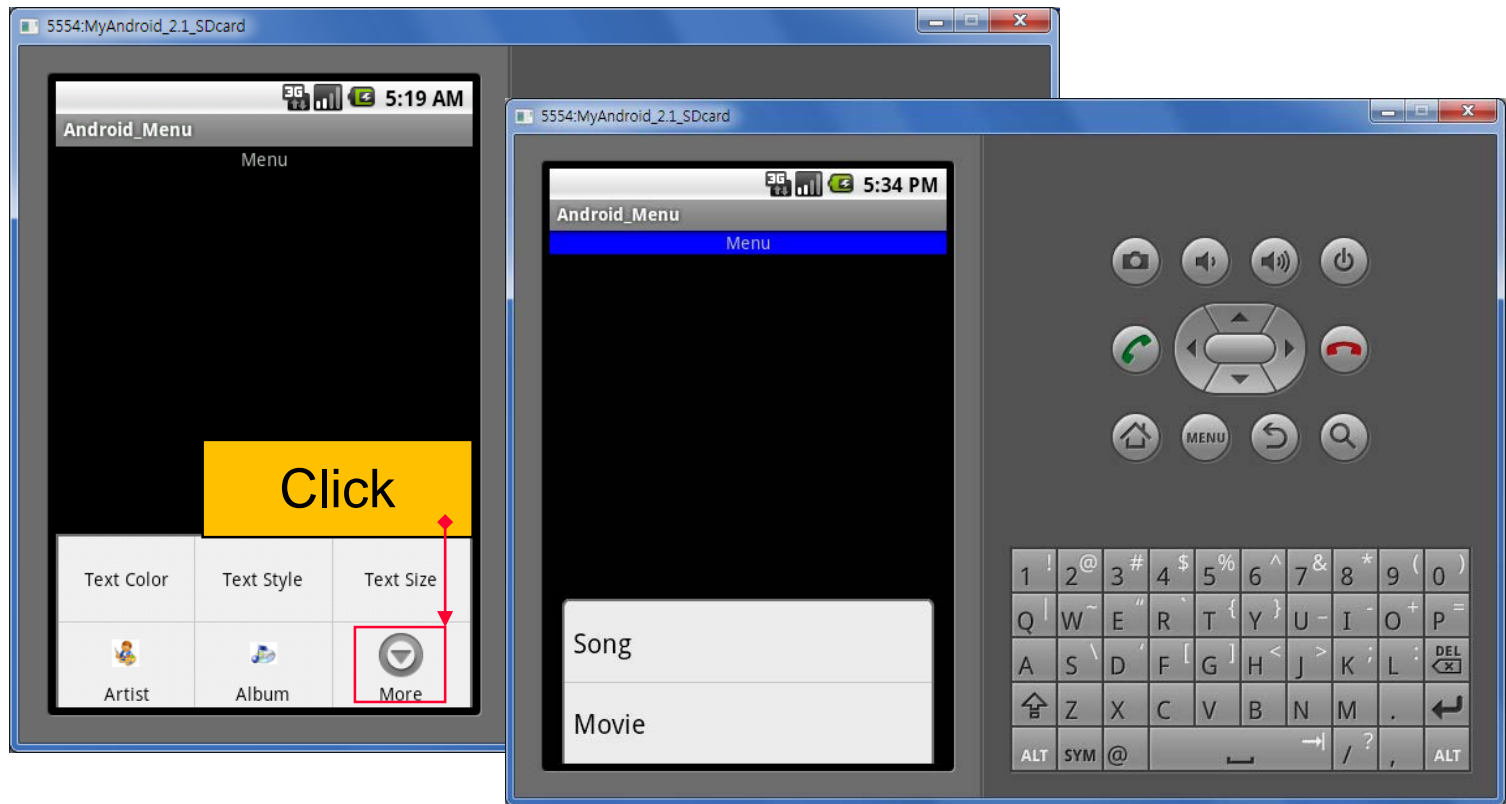 5554:MyAndroid_2.1_SDcard
3G 5:19 AM
Android_Menu
Menu
Click
Text Color Text Style Text Size
Artist Album More
5554:MyAndroid_2.1_SDcard
3G 5:34 PM
Android_Menu
Menu
Song
Movie
MENU
1 ! 2 @ 3 # 4 $ 5 % 6 ^ 7 & 8 * 9 ( 0 )
Q | W ~ E " R ` T { Y } U - I - O + P =
A S \ D ' F [ G ] H < J > K ; L : DEL
Z X C V B N M .
ALT SYM @ / ? , ALT